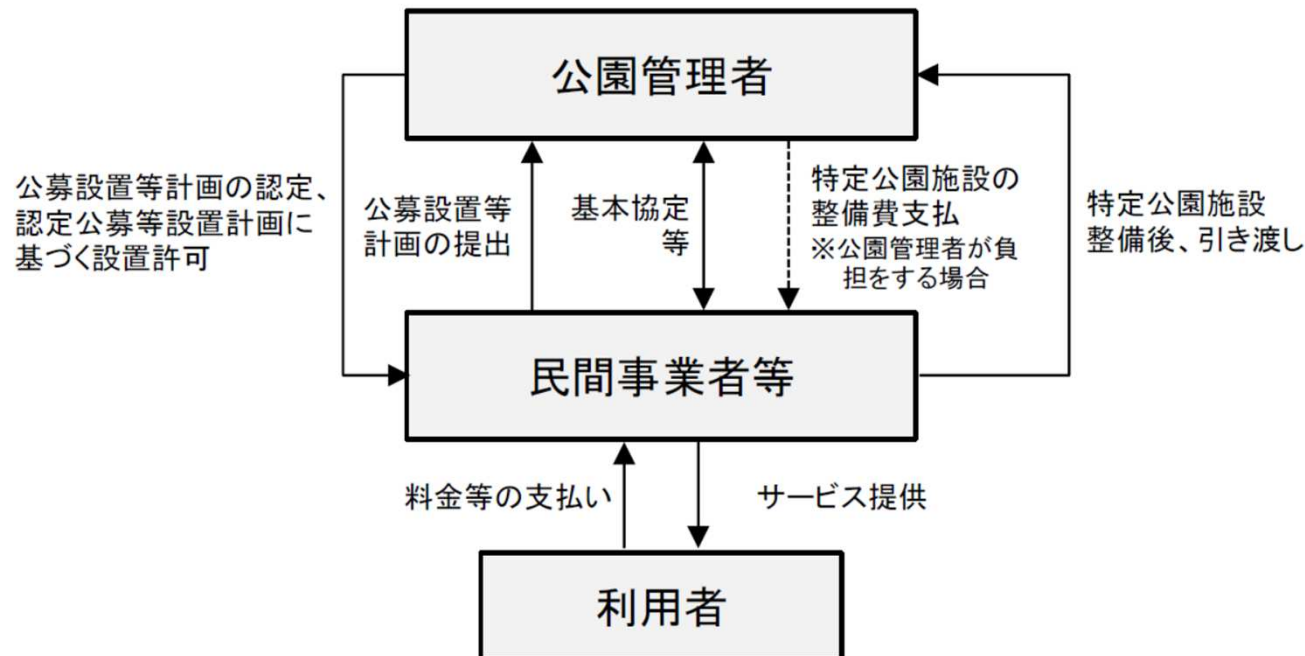 公園管理者
公募設置等計画の認定、
認定公募等設置計画に
基づく設置許可
公募設置等
計画の提出
基本協定
等
特定公園施設の
整備費支払
※公園管理者が負
担をする場合
特定公園施設
整備後、引き渡し
民間事業者等
料金等の支払い
サービス提供
利用者